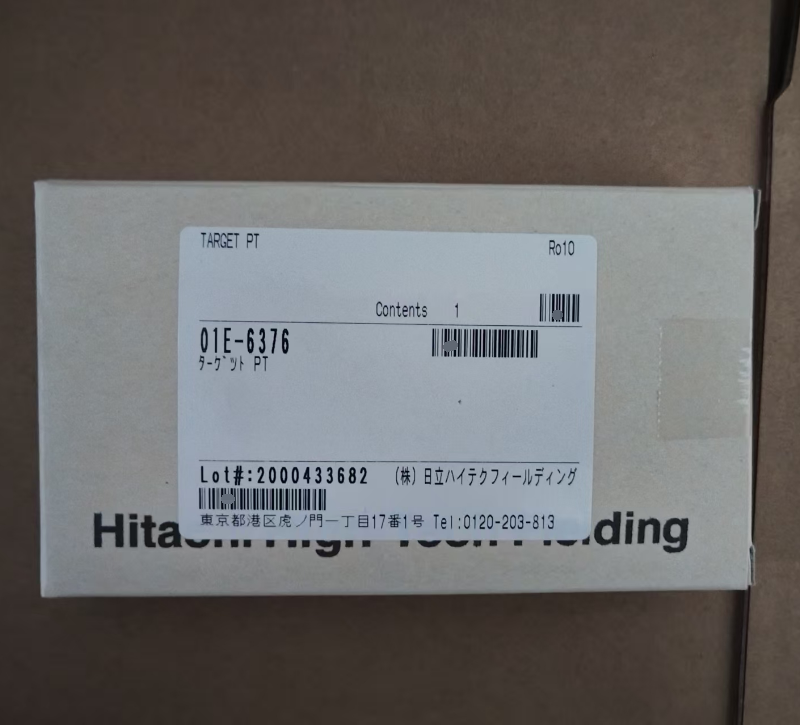 TARGET PT
Ro10
Contents 1
01E-6376
ターゲツト PT
Lot#:2000433682 (株)日立ハイテクフィールディング
東京都港区虎ノ門一丁目17番1号 Tel:0120-203-813